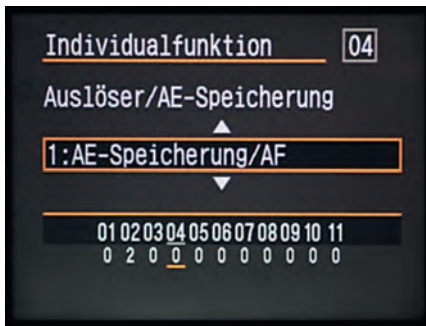 Individualfunktion 04
Auslöser/AE-Speicherung
1:AE-Speicherung/AF
01 02 03 04 05 06 07 08 09 10 11
0 2 0 0 0 0 0 0 0 0 0